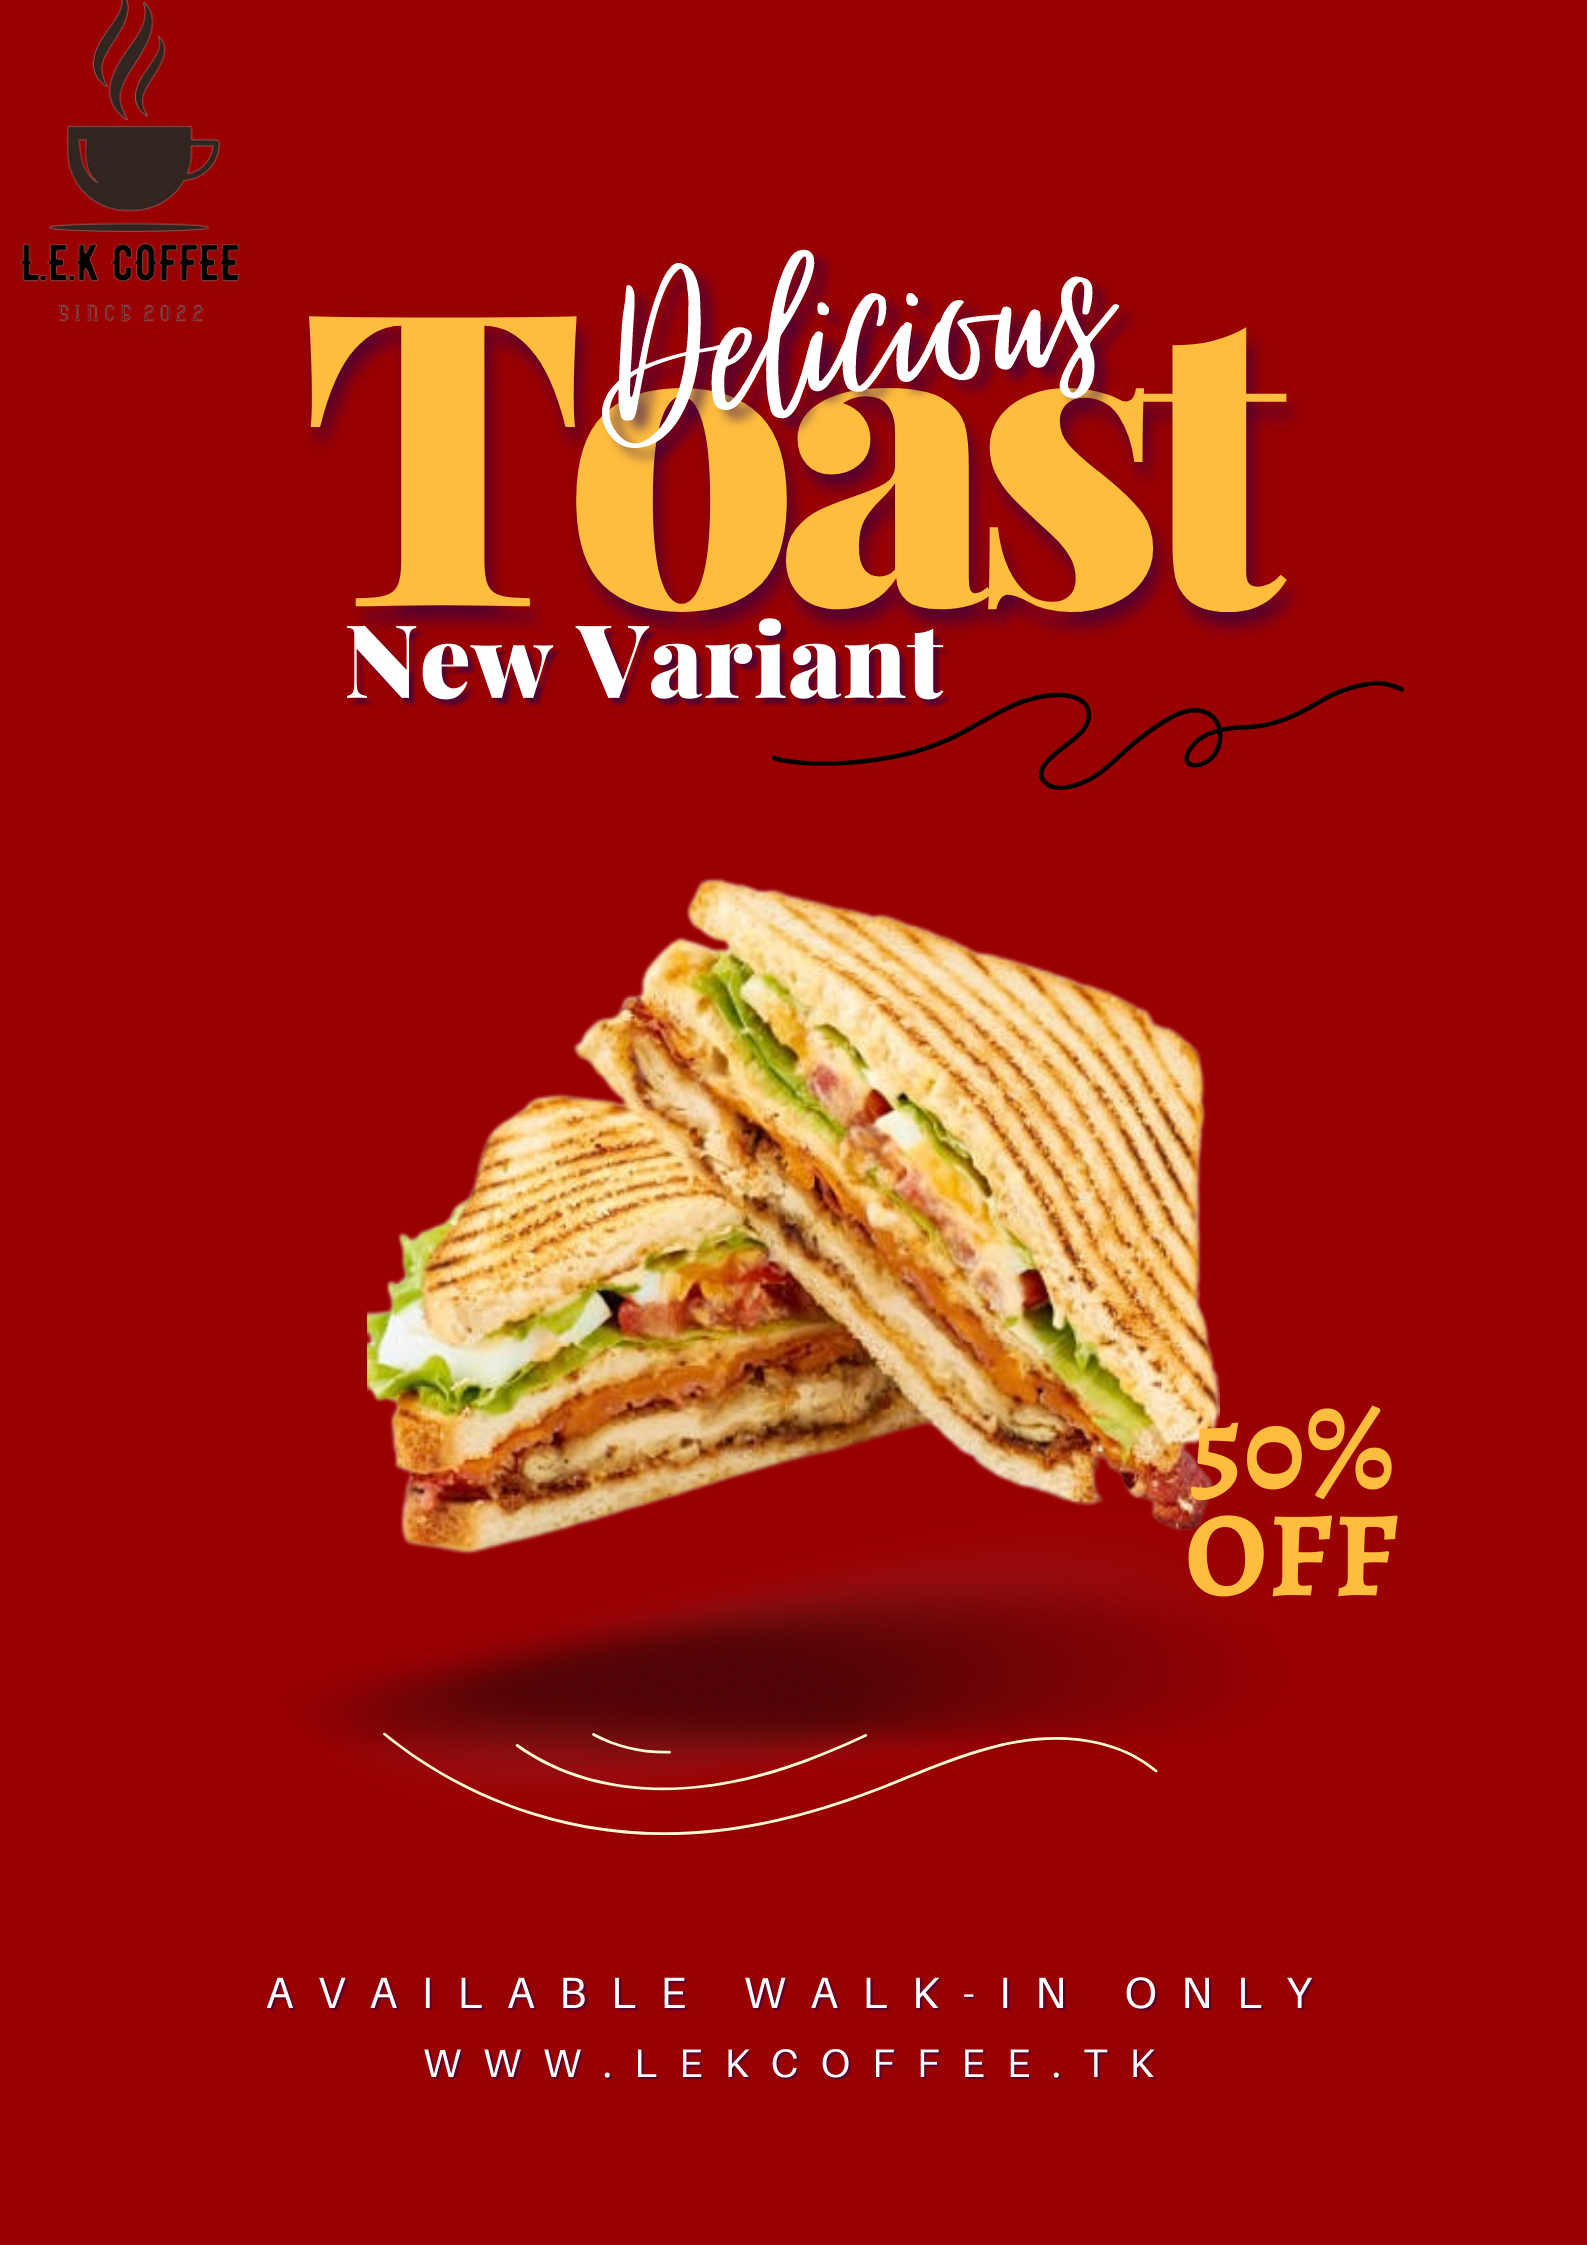 L.E.K COFFEE
SINCE 2022
Delicious
Toast
New Variant
50%
OFF
AVAILABLE WALK-IN ONLY
WWW.LEKCOFFEE.TK